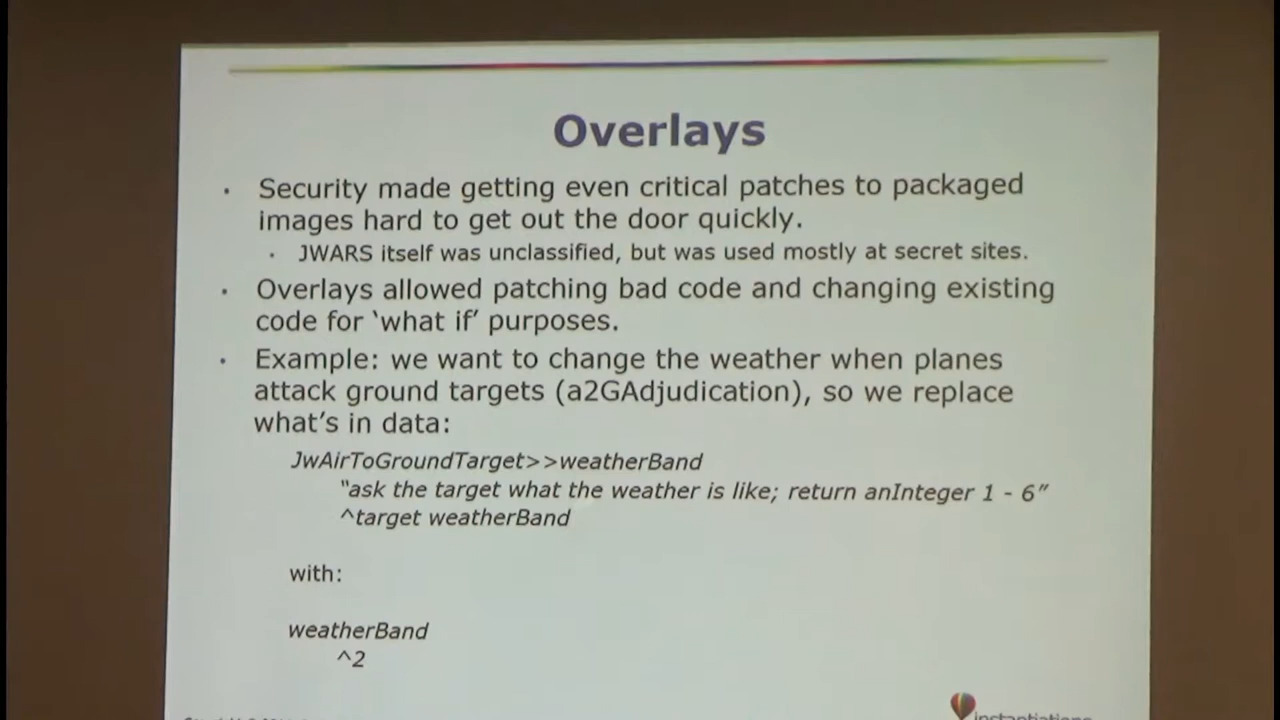 Overlays
• Security made getting even critical patches to packaged
images hard to get out the door quickly.
• JWARS itself was unclassified, but was used mostly at secret sites.
• Overlays allowed patching bad code and changing existing
code for ‘what if’ purposes.
• Example: we want to change the weather when planes
attack ground targets (a2GAdjudication), so we replace
what’s in data:
JwAirToGroundTarget>>weatherBand
“ask the target what the weather is like; return anInteger 1 - 6”
^target weatherBand
with:
weatherBand
^2
instantiations